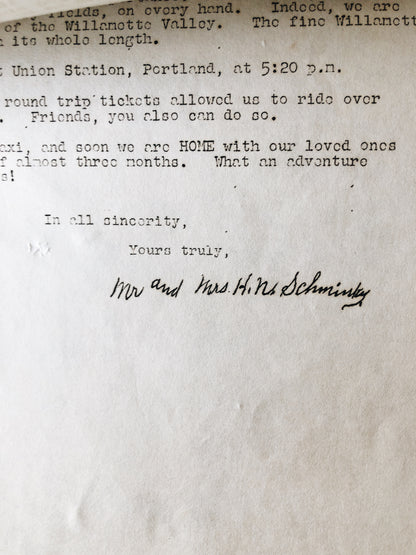 fields, on every hand. Indeed, we are
of the Willamette Valley. The fine Willamett
its whole length.
Union Station, Portland, at 5:20 p.m.
round trip tickets allowed us to ride over
. Friends, you also can do so.
axi, and soon we are HOME with our loved ones
f almost three months. What an adventure
s!
In all sincerity,
Yours truly,
Mr and Mrs. H. N. Schminky